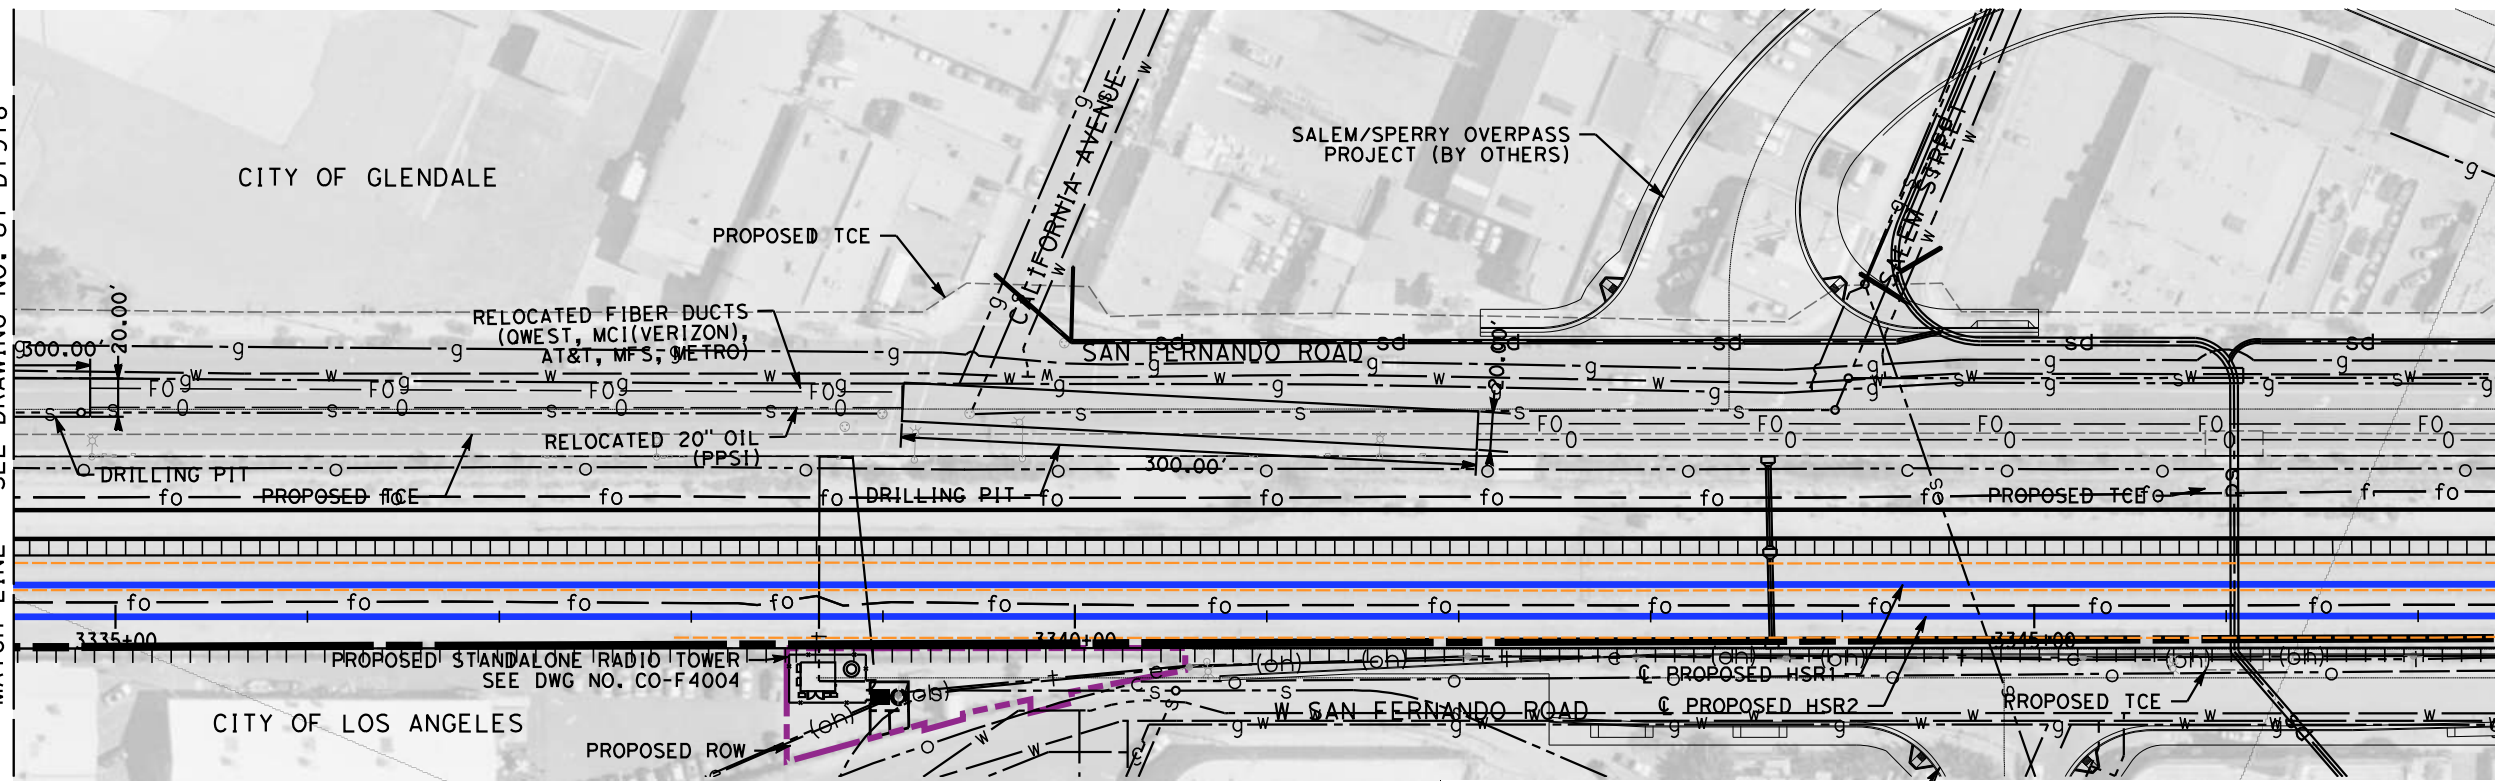 CITY OF GLENDALE
CALIFORNIA AVENUE
SALEM/SPERRY OVERPASS
PROJECT (BY OTHERS)
SALEM STREET
PROPOSED TCE
RELOCATED FIBER DUCTS
(QWEST, MCI(VERIZON),
AT&T, MFS, METRO)
300.00'
20.00'
SAN FERNANDO ROAD
20.00'
RELOCATED 20" OIL
(PPSI)
DRILLING PIT
PROPOSED TCE
DRILLING PIT
300.00'
PROPOSED TCE
3335+00
3340+00
3345+00
PROPOSED STANDALONE RADIO TOWER
SEE DWG NO. CO-F4004
℄ PROPOSED HSR1
℄ PROPOSED HSR2
PROPOSED TCE
CITY OF LOS ANGELES
W SAN FERNANDO ROAD
PROPOSED ROW